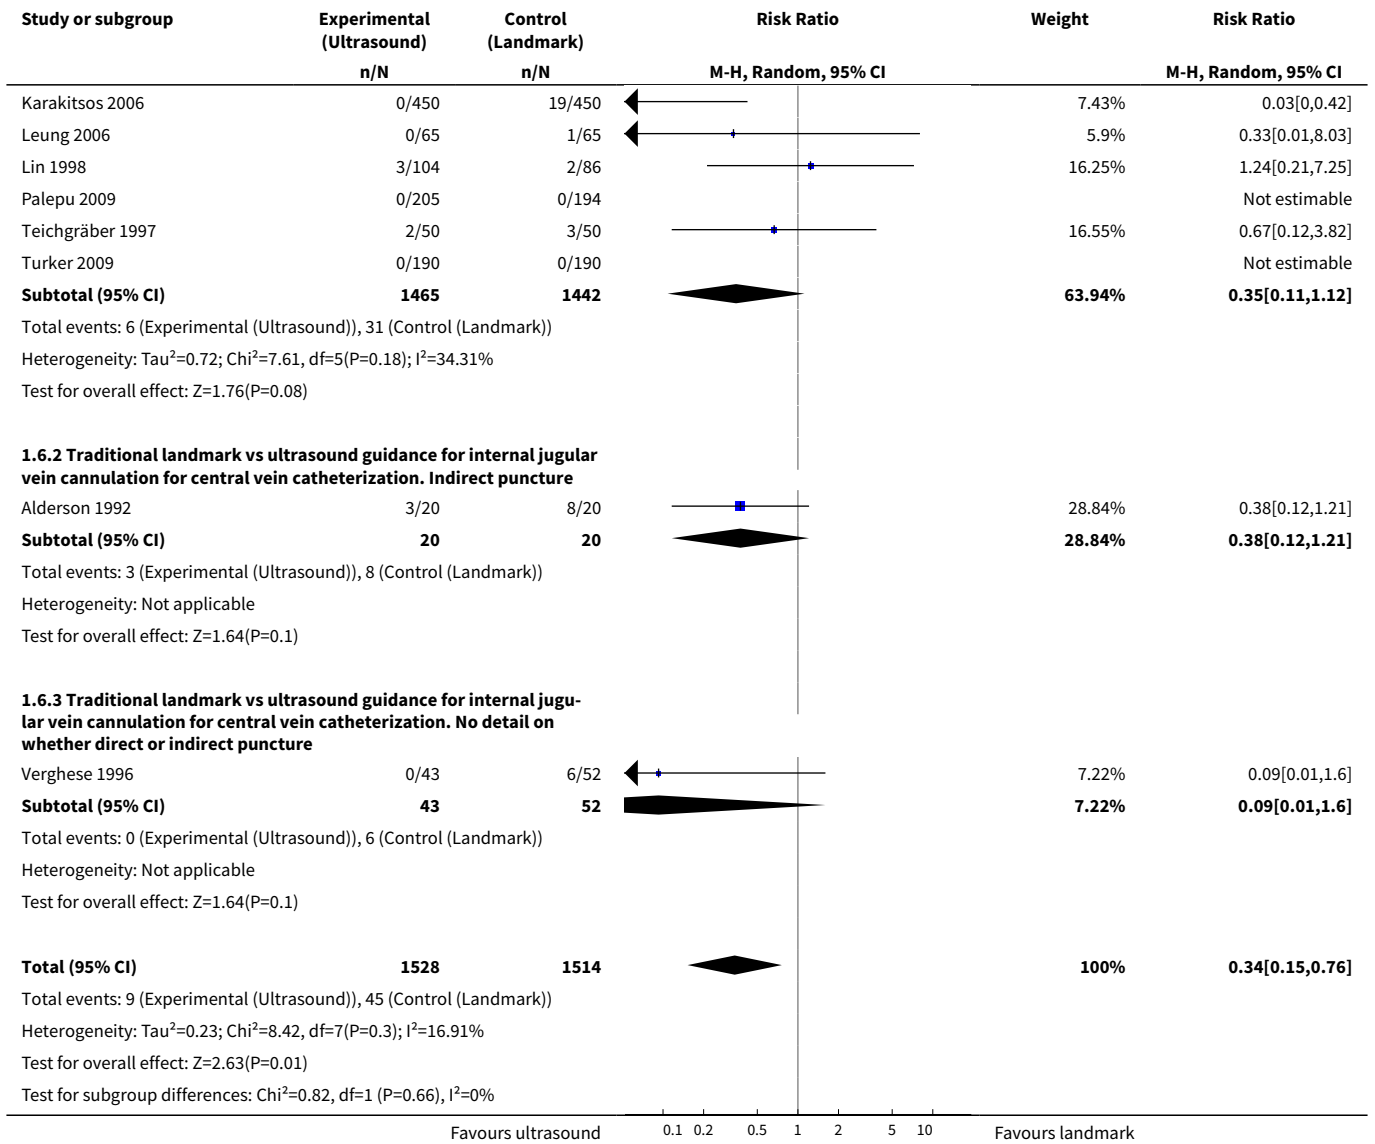 Study or subgroup Experimental (Ultrasound) Control (Landmark) Risk Ratio Weight Risk Ratio
n/N n/N M-H, Random, 95% CI M-H, Random, 95% CI
Karakitsos 2006 0/450 19/450 7.43% 0.03[0,0.42]
Leung 2006 0/65 1/65 5.9% 0.33[0.01,8.03]
Lin 1998 3/104 2/86 16.25% 1.24[0.21,7.25]
Palepu 2009 0/205 0/194 Not estimable
Teichgräber 1997 2/50 3/50 16.55% 0.67[0.12,3.82]
Turker 2009 0/190 0/190 Not estimable
Subtotal (95% CI) 1465 1442 63.94% 0.35[0.11,1.12]
Total events: 6 (Experimental (Ultrasound)), 31 (Control (Landmark))
Heterogeneity: Tau²=0.72; Chi²=7.61, df=5(P=0.18); I²=34.31%
Test for overall effect: Z=1.76(P=0.08)
1.6.2 Traditional landmark vs ultrasound guidance for internal jugular
vein cannulation for central vein catheterization. Indirect puncture
Alderson 1992 3/20 8/20 28.84% 0.38[0.12,1.21]
Subtotal (95% CI) 20 20 28.84% 0.38[0.12,1.21]
Total events: 3 (Experimental (Ultrasound)), 8 (Control (Landmark))
Heterogeneity: Not applicable
Test for overall effect: Z=1.64(P=0.1)
1.6.3 Traditional landmark vs ultrasound guidance for internal jugu-
lar vein cannulation for central vein catheterization. No detail on
whether direct or indirect puncture
Verghese 1996 0/43 6/52 7.22% 0.09[0.01,1.6]
Subtotal (95% CI) 43 52 7.22% 0.09[0.01,1.6]
Total events: 0 (Experimental (Ultrasound)), 6 (Control (Landmark))
Heterogeneity: Not applicable
Test for overall effect: Z=1.64(P=0.1)
Total (95% CI) 1528 1514 100% 0.34[0.15,0.76]
Total events: 9 (Experimental (Ultrasound)), 45 (Control (Landmark))
Heterogeneity: Tau²=0.23; Chi²=8.42, df=7(P=0.3); I²=16.91%
Test for overall effect: Z=2.63(P=0.01)
Test for subgroup differences: Chi²=0.82, df=1 (P=0.66), I²=0%
Favours ultrasound 0.1 0.2 0.5 1 2 5 10 Favours landmark